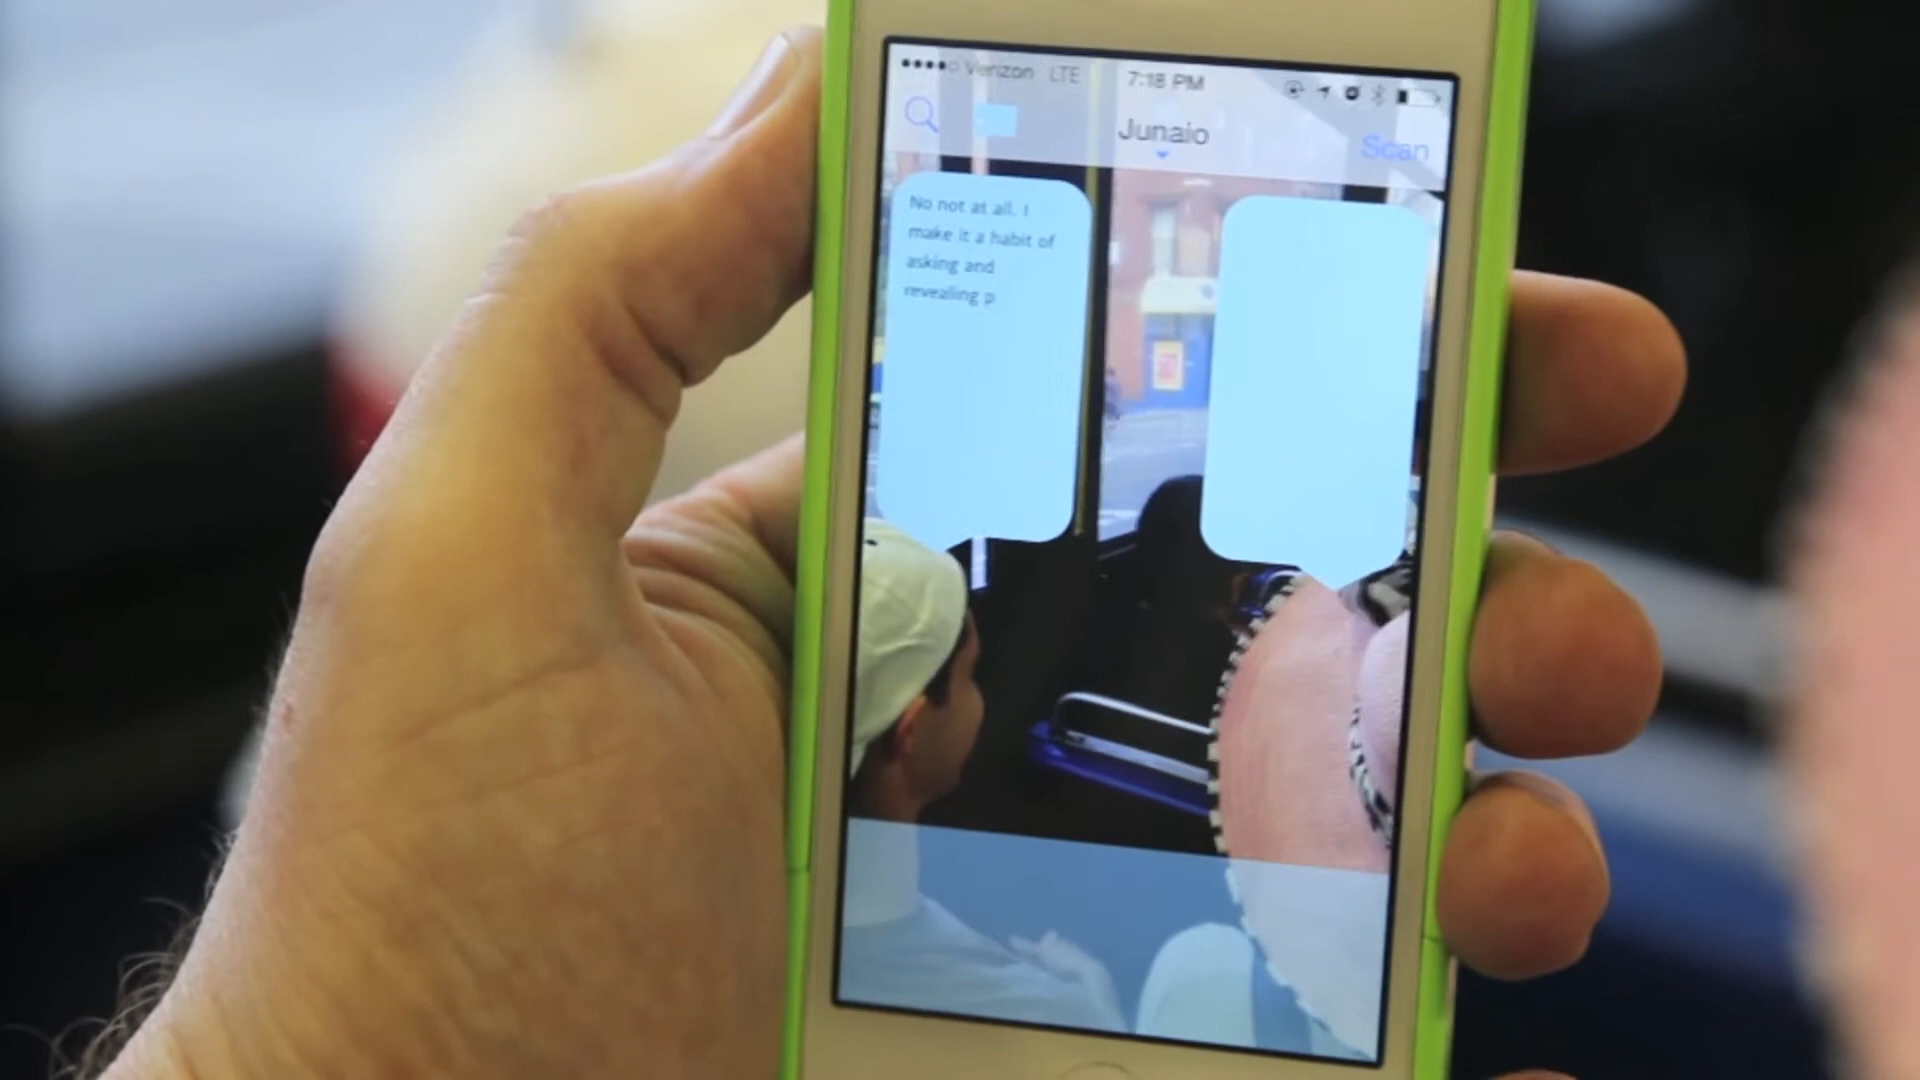 Verizon LTE 7:18 PM
Junaio
Scan
No not at all. I
make it a habit of
asking and
revealing p